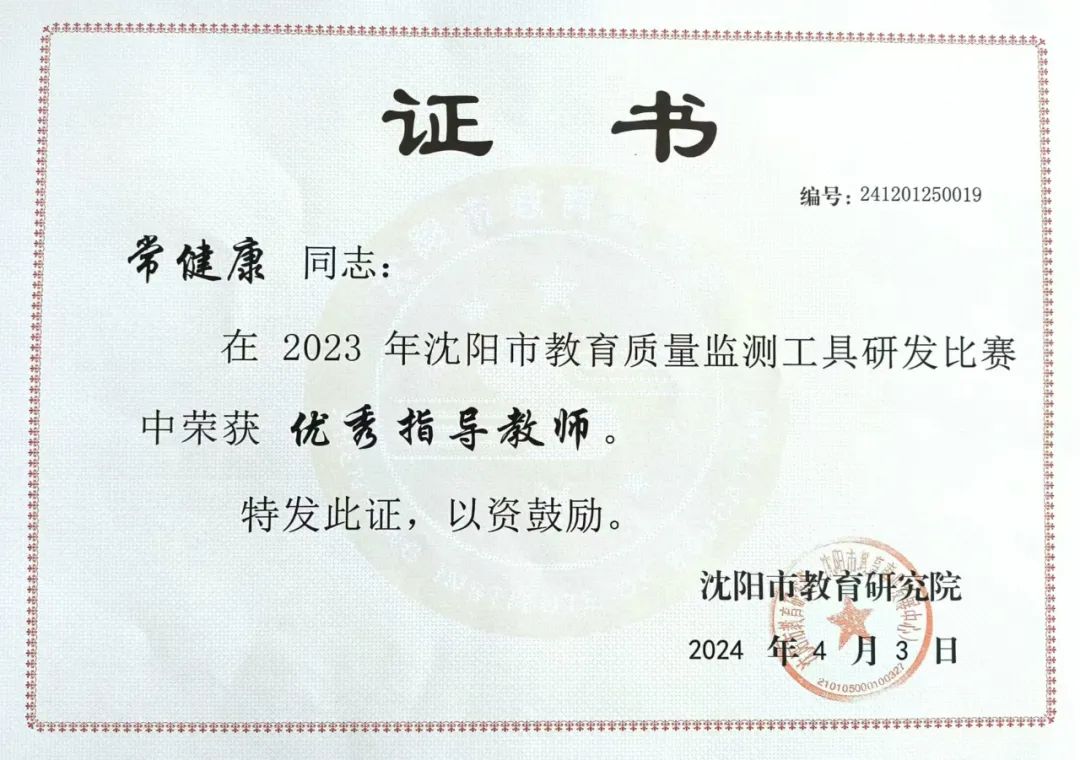 证 书
编号：241201250019
常健康 同志：
在 2023 年沈阳市教育质量监测工具研发比赛
中荣获 优秀指导教师。
特发此证，以资鼓励。
沈阳市教育研究院
2024 年 4 月 3 日
210105000100327